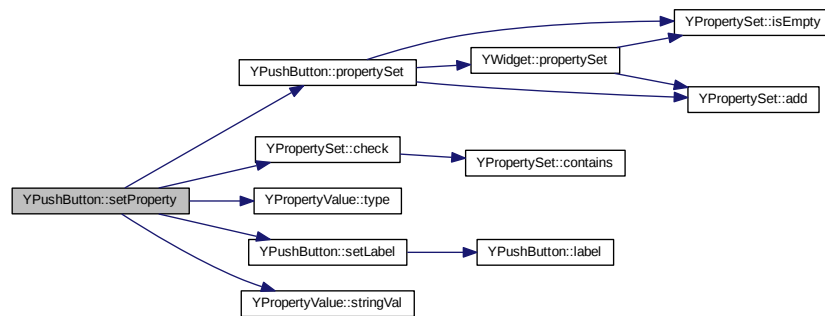 YPropertySet::isEmpty
YWidget::propertySet
YPushButton::propertySet
YPropertySet::add
YPropertySet::check
YPropertySet::contains
YPushButton::setProperty
YPropertyValue::type
YPushButton::setLabel
YPushButton::label
YPropertyValue::stringVal